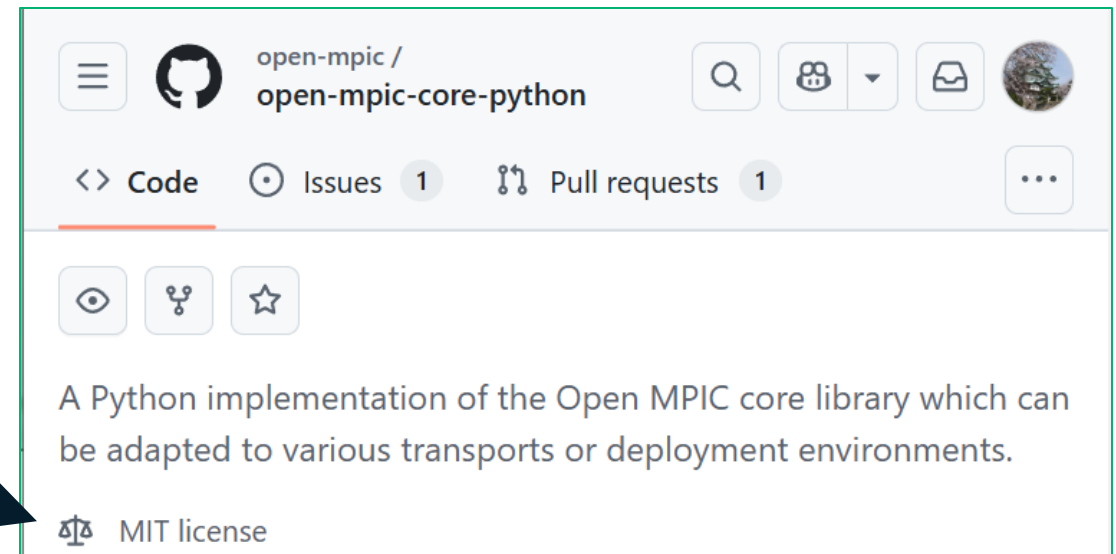 open-mpic /
open-mpic-core-python
Code Issues 1 Pull requests 1
A Python implementation of the Open MPIC core library which can
be adapted to various transports or deployment environments.
MIT license